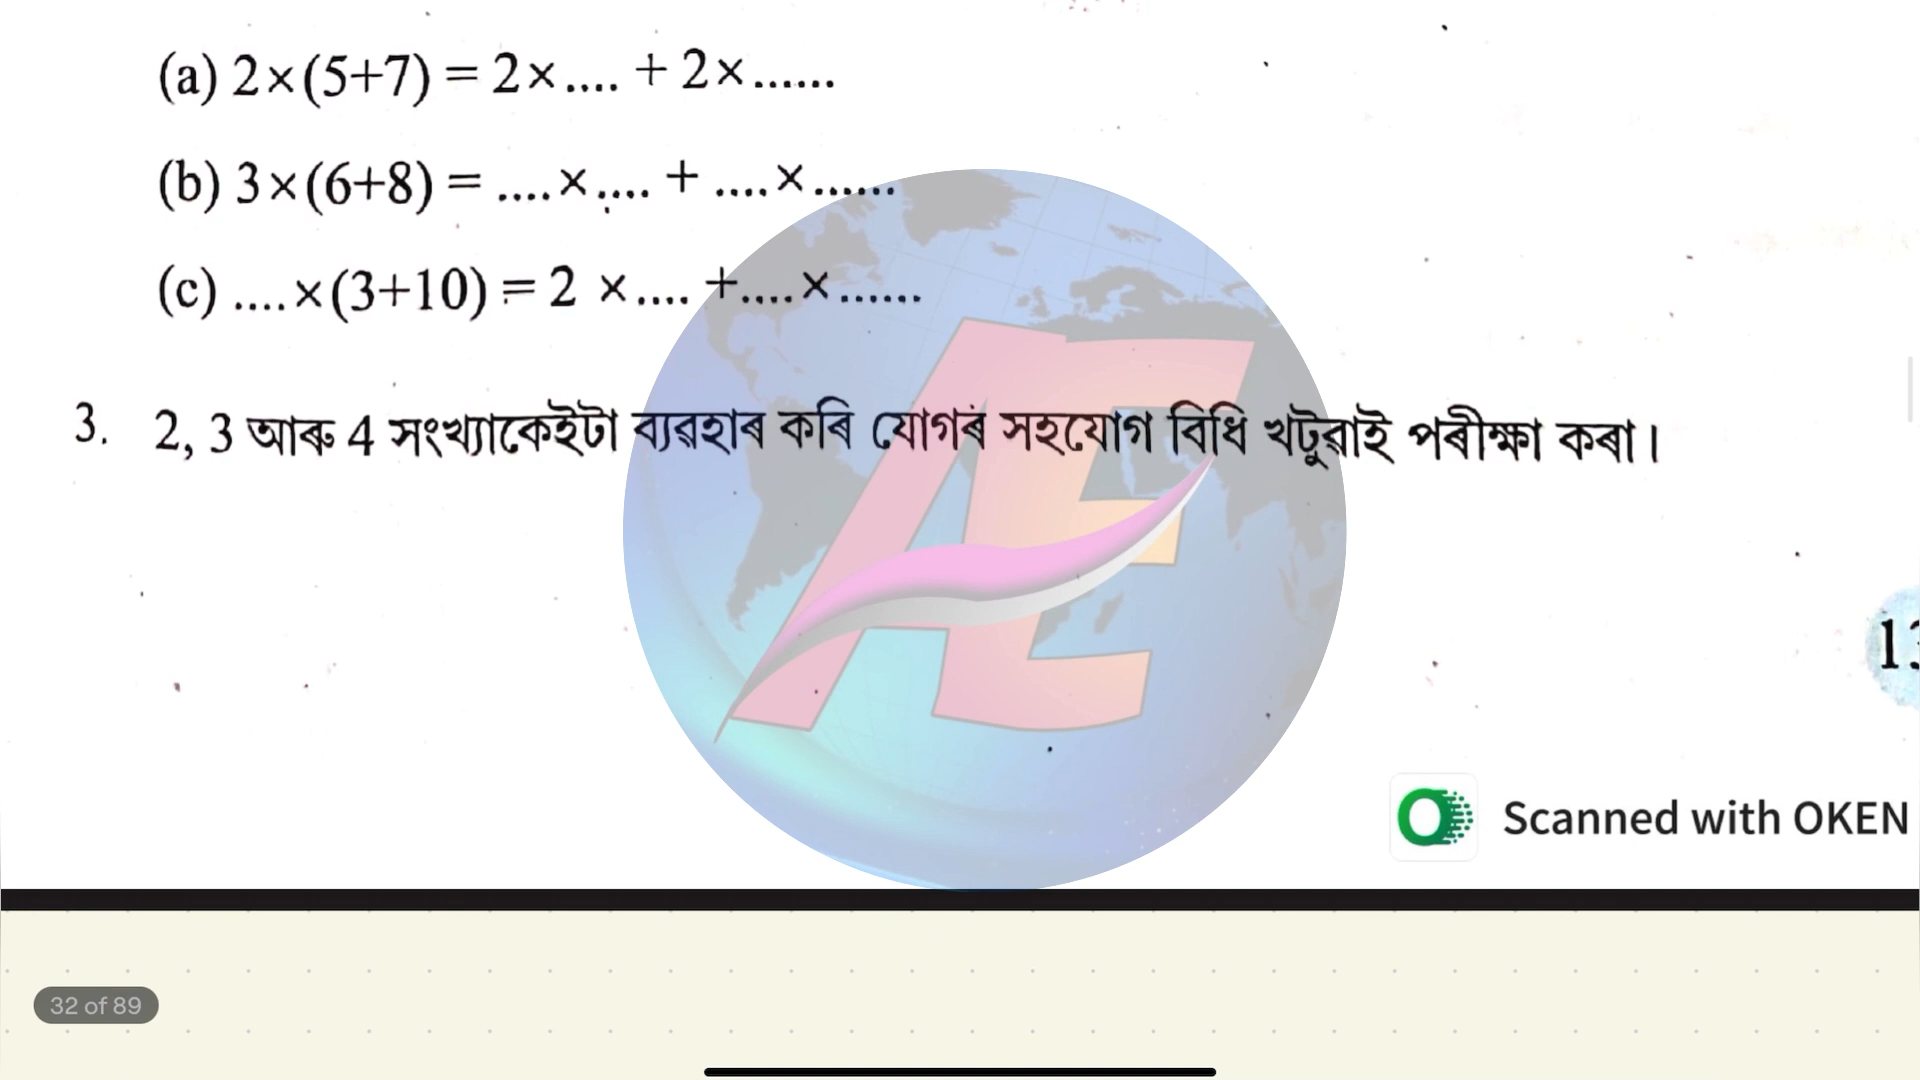 (a) 2×(5+7) = 2×.... + 2×......
(b) 3×(6+8) = ....×.... + ....×......
(c) ....×(3+10) = 2 ×.... +....×......
3. 2, 3 আৰু 4 সংখ্যাকেইটা ব্যৱহাৰ কৰি যোগৰ সহযোগ বিধি খটুৱাই পৰীক্ষা কৰা।
Æ
Scanned with OKEN
32 of 89